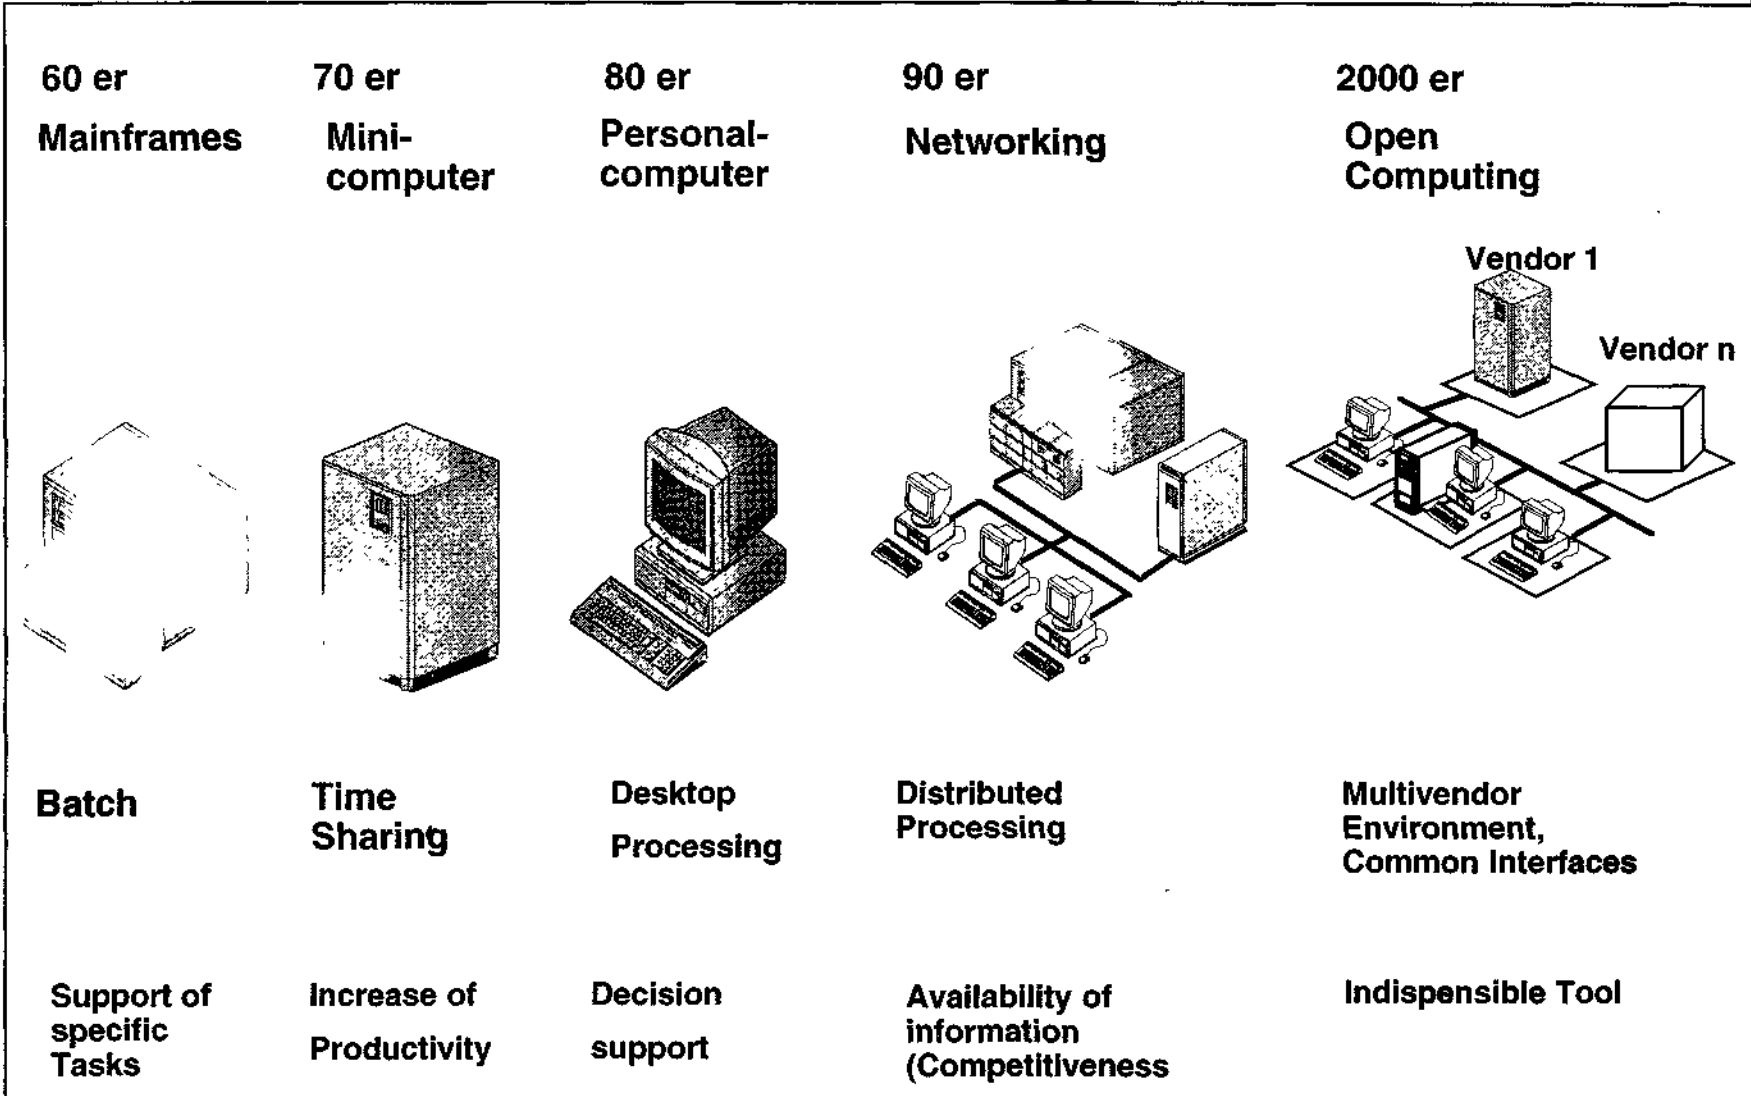 60 er
70 er
80 er
90 er
2000 er
Mainframes
Mini-
computer
Personal-
computer
Networking
Open
Computing
Vendor 1
Vendor n
Batch
Time
Sharing
Desktop
Processing
Distributed
Processing
Multivendor
Environment,
Common Interfaces
Support of
specific
Tasks
Increase of
Productivity
Decision
support
Availability of
information
(Competitiveness
Indispensible Tool